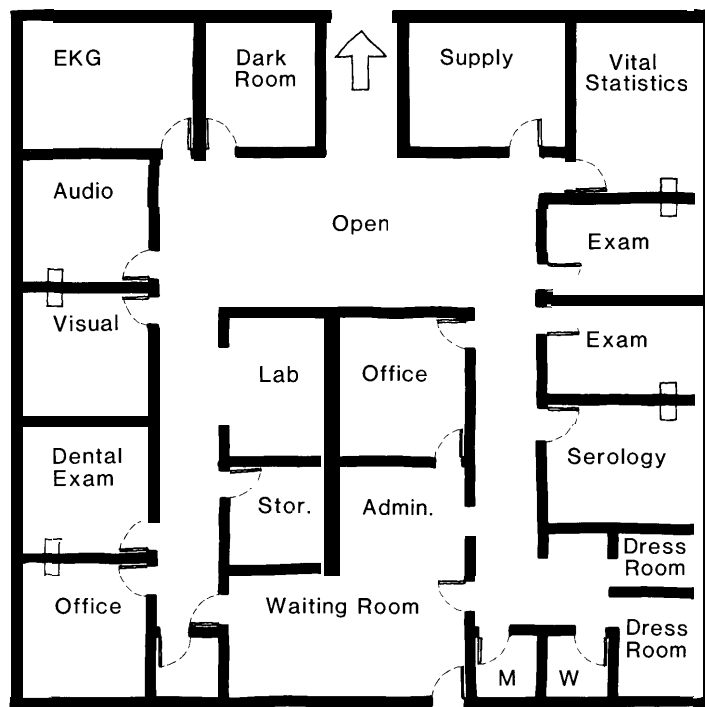 EKG
Dark
Room
Supply
Vital
Statistics
Audio
Open
Exam
Visual
Lab
Office
Exam
Dental
Exam
Stor.
Admin.
Serology
Dress
Room
Office
Waiting Room
Dress
Room
M
W